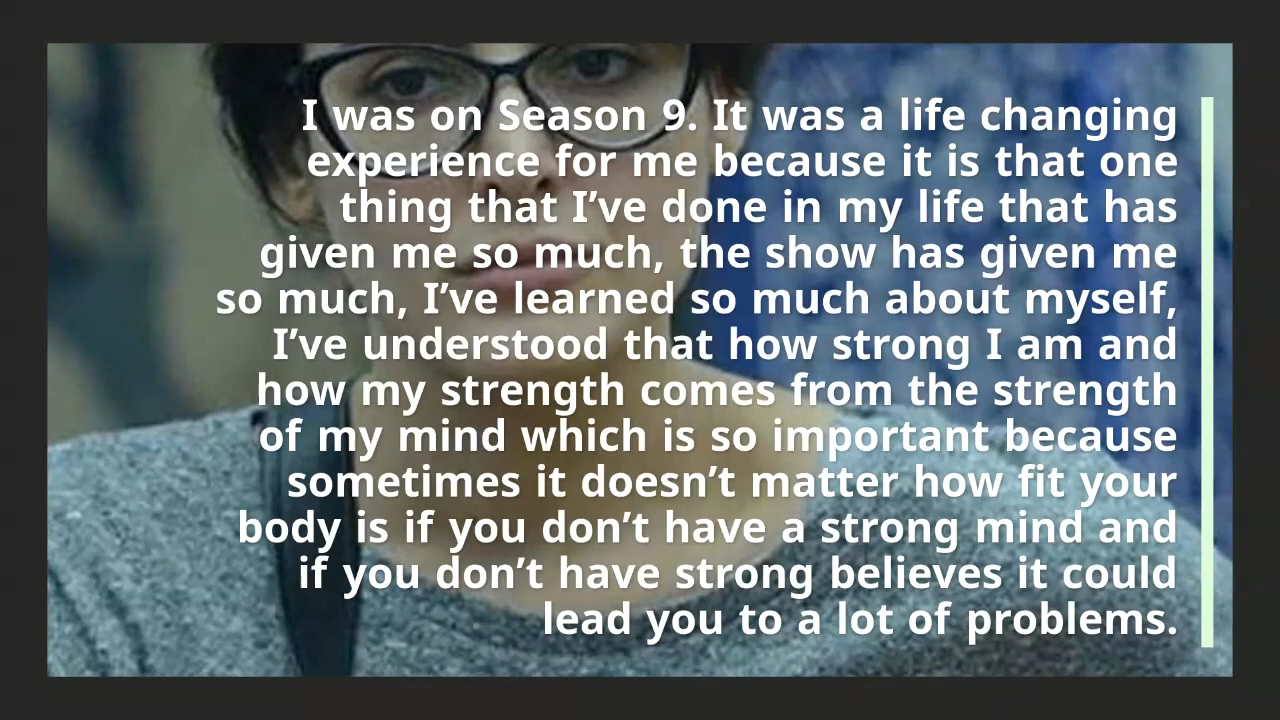 I was on Season 9. It was a life changing
experience for me because it is that one
thing that I’ve done in my life that has
given me so much, the show has given me
so much, I’ve learned so much about myself,
I’ve understood that how strong I am and
how my strength comes from the strength
of my mind which is so important because
sometimes it doesn’t matter how fit your
body is if you don’t have a strong mind and
if you don’t have strong believes it could
lead you to a lot of problems.